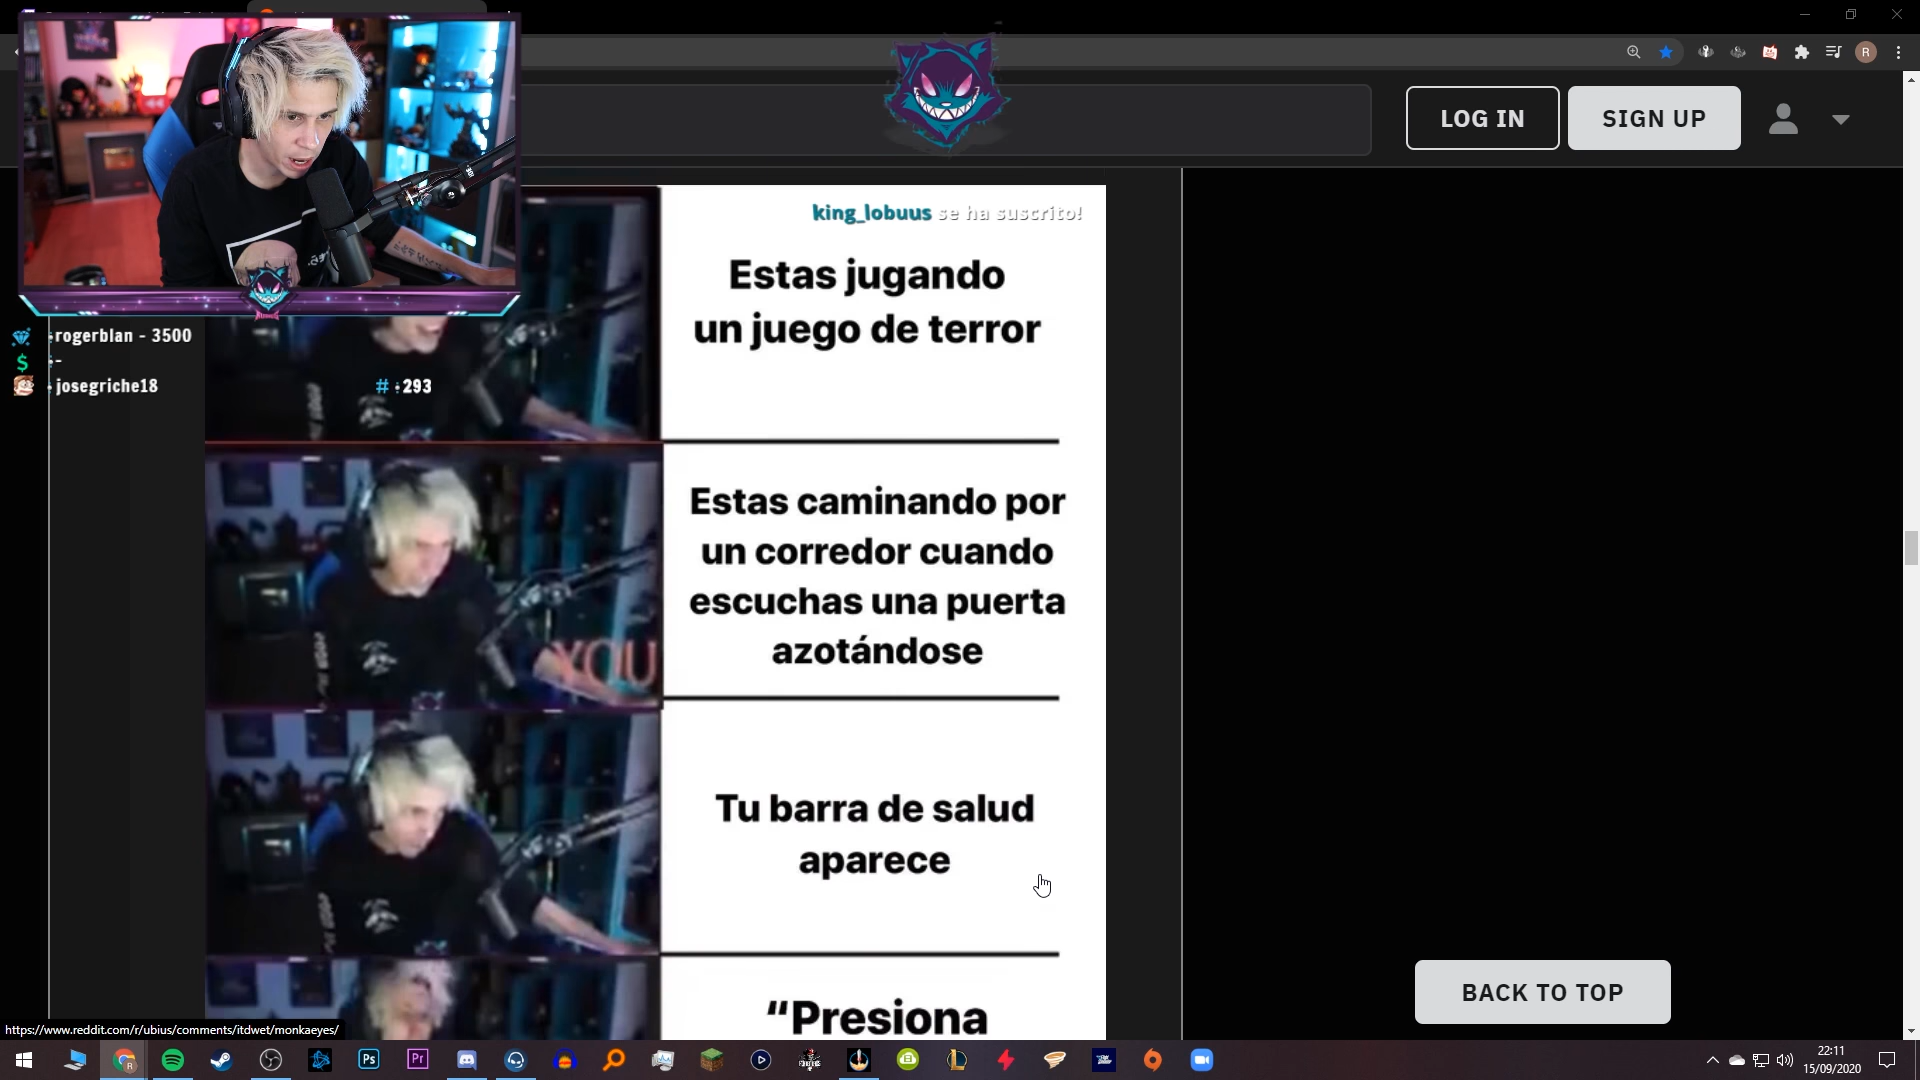 LOG IN
SIGN UP
R
king_lobuus se ha suscrito!
Estas jugando
un juego de terror
:rogerblan - 3500
:-
:josegriche18
# :293
Estas caminando por
un corredor cuando
escuchas una puerta
azotándose
YOU
Tu barra de salud
aparece
“Presiona
BACK TO TOP
https://www.reddit.com/r/ubius/comments/itdwet/monkaeyes/
Ps
Pr
22:11
15/09/2020